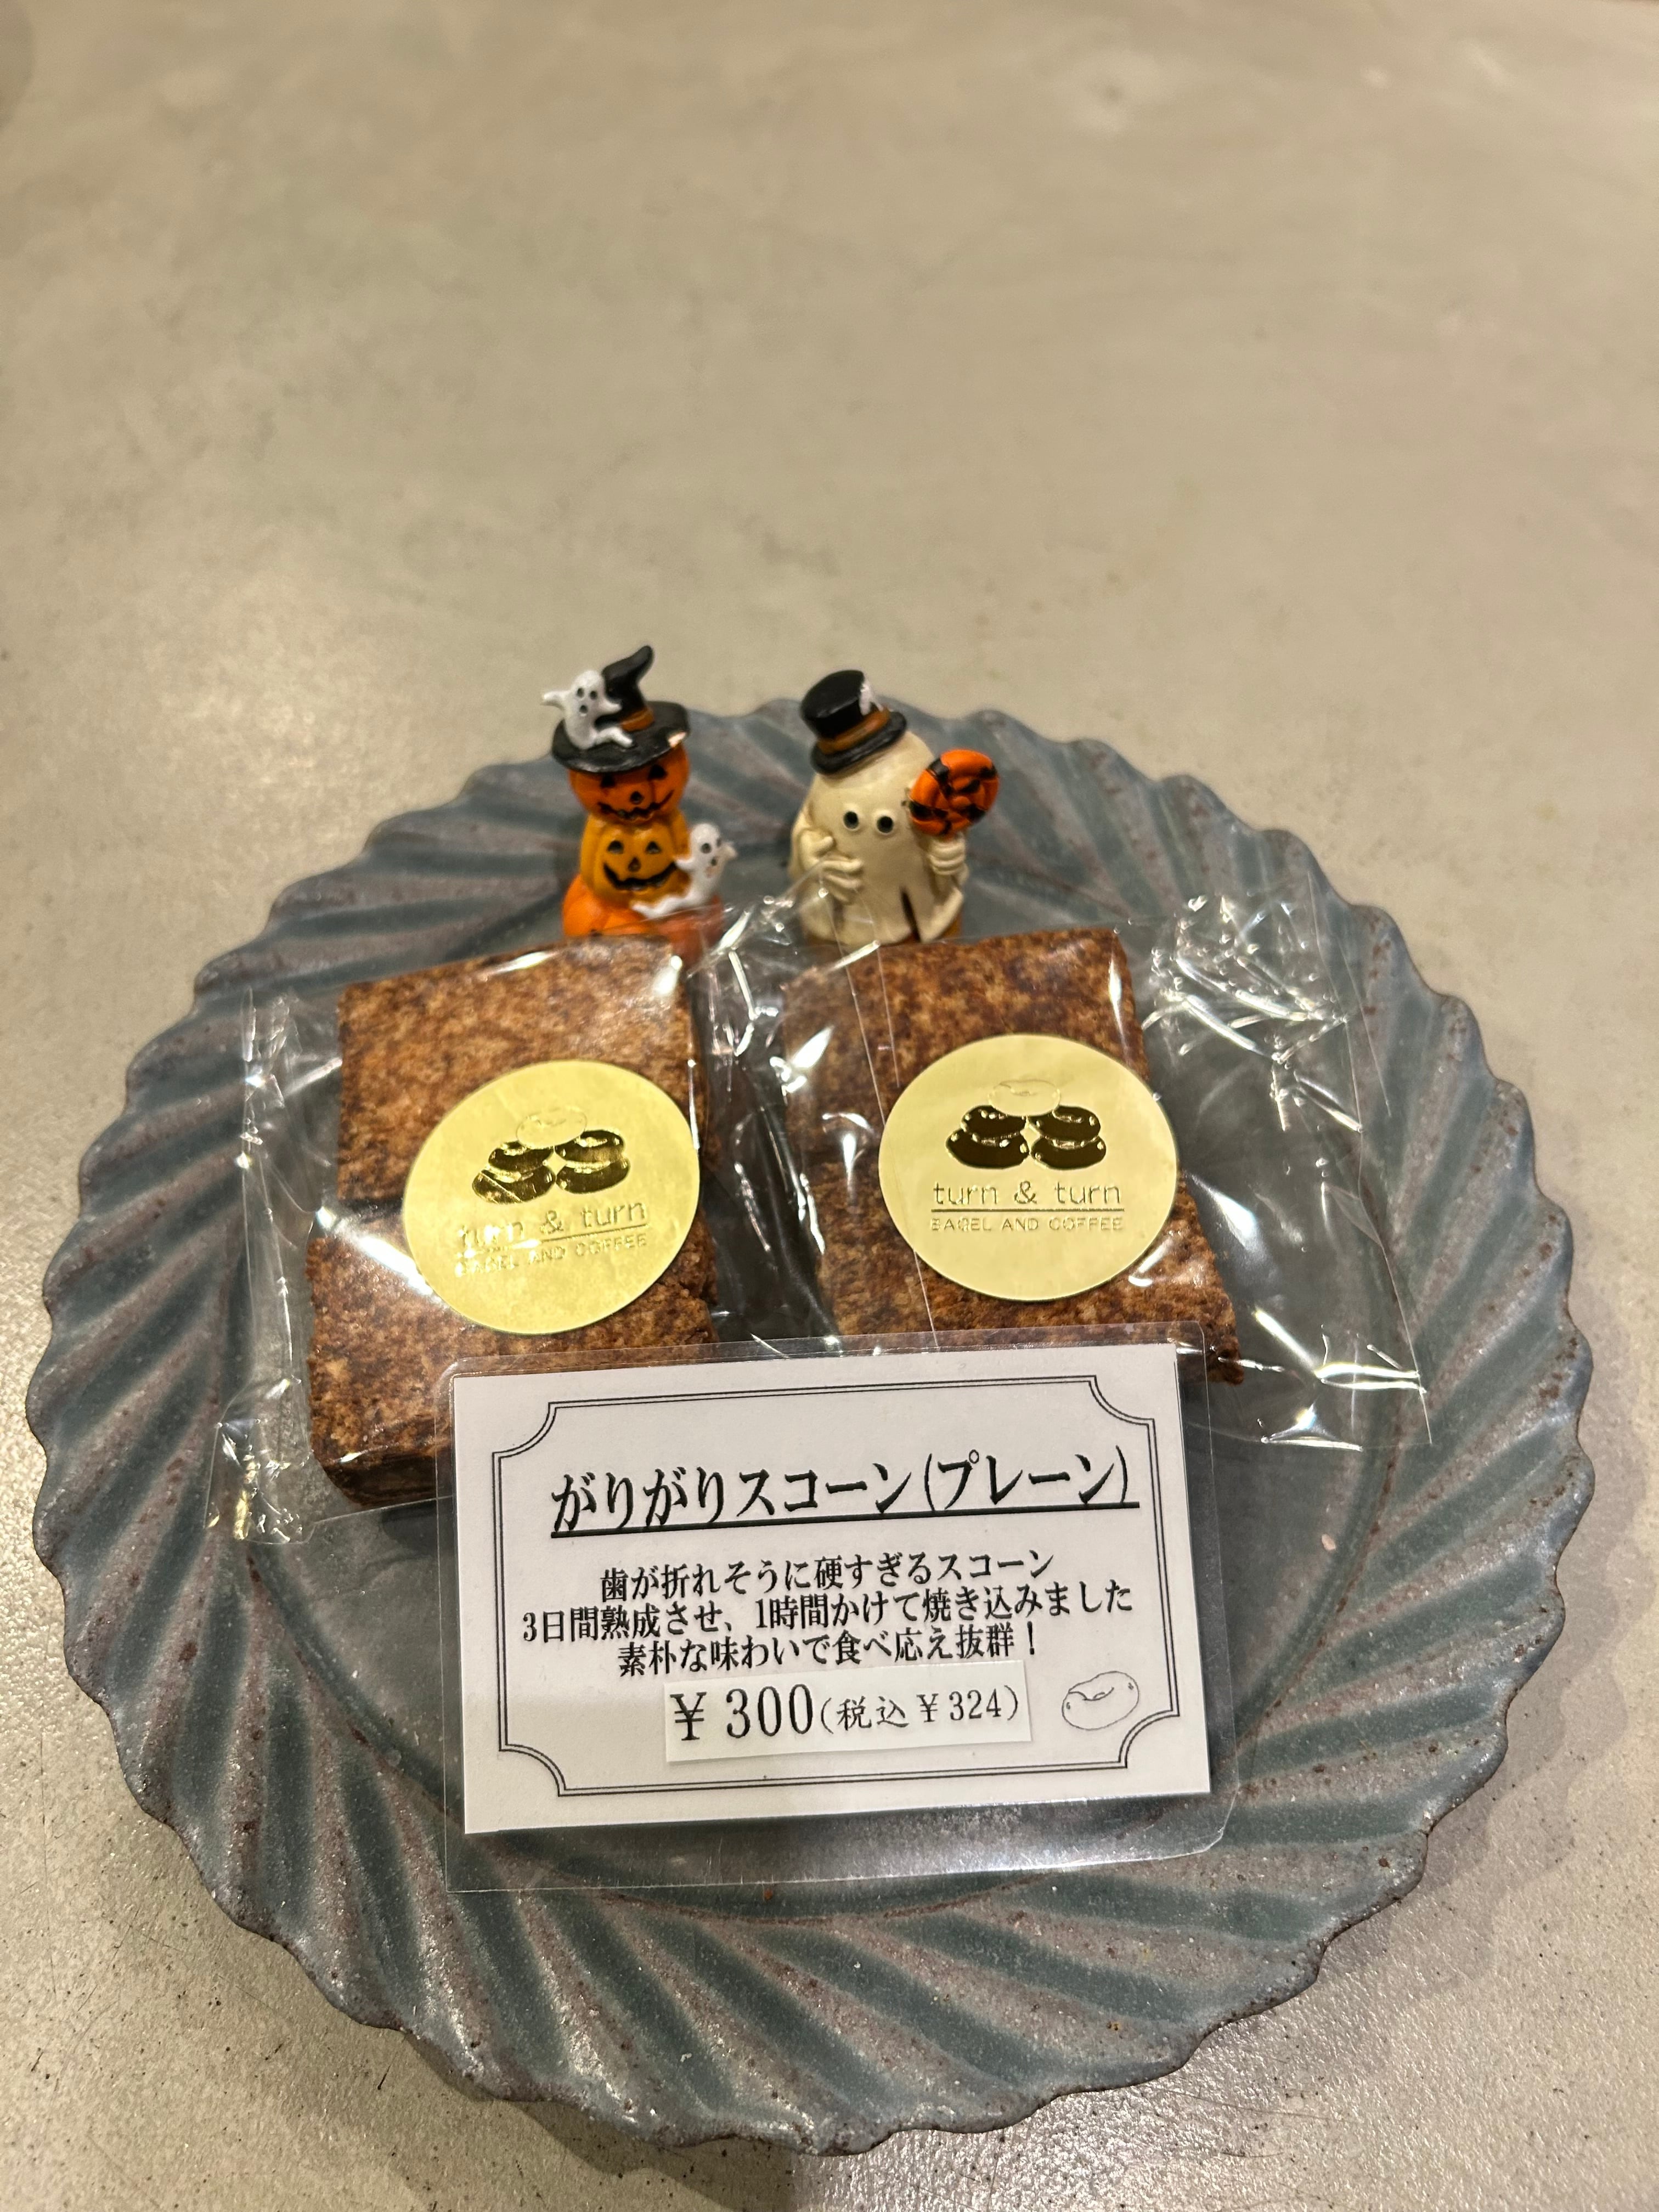 turn & turn
BAGEL AND COFFEE
turn & turn
BAGEL AND COFFEE
がりがりスコーン(プレーン)
歯が折れそうに硬すぎるスコーン
3日間熟成させ、1時間かけて焼き込みました
素朴な味わいで食べ応え抜群！
￥300(税込￥324)